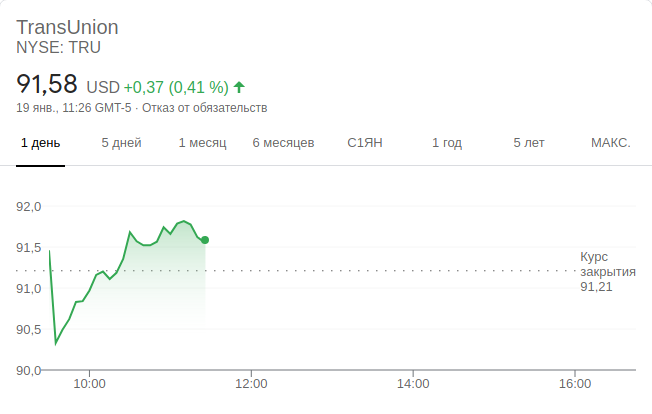 TransUnion
NYSE: TRU
91,58 USD +0,37 (0,41 %)
19 янв., 11:26 GMT-5 · Отказ от обязательств
1 день 5 дней 1 месяц 6 месяцев С1ЯН 1 год 5 лет МАКС.
92,0
91,5
Курс
закрытия
91,21
91,0
90,5
90,0
10:00 12:00 14:00 16:00